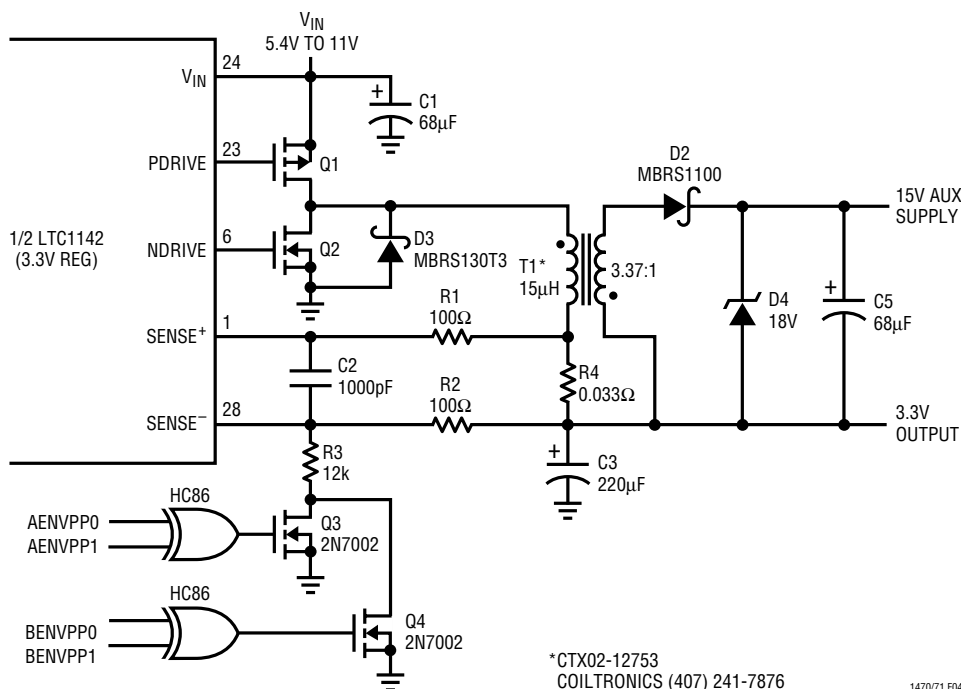 VIN
5.4V TO 11V
24
VIN
+
C1
68µF
23
PDRIVE
Q1
D2
MBRS1100
15V AUX
SUPPLY
1/2 LTC1142
(3.3V REG)
6
NDRIVE
Q2
D3
MBRS130T3
T1*
15µH
3.37:1
D4
18V
+
C5
68µF
R1
100Ω
1
SENSE+
C2
1000pF
R4
0.033Ω
R2
100Ω
28
SENSE–
3.3V
OUTPUT
R3
12k
+
C3
220µF
HC86
AENVPP0
AENVPP1
Q3
2N7002
HC86
BENVPP0
BENVPP1
Q4
2N7002
*CTX02-12753
COILTRONICS (407) 241-7876
1470/71 F04